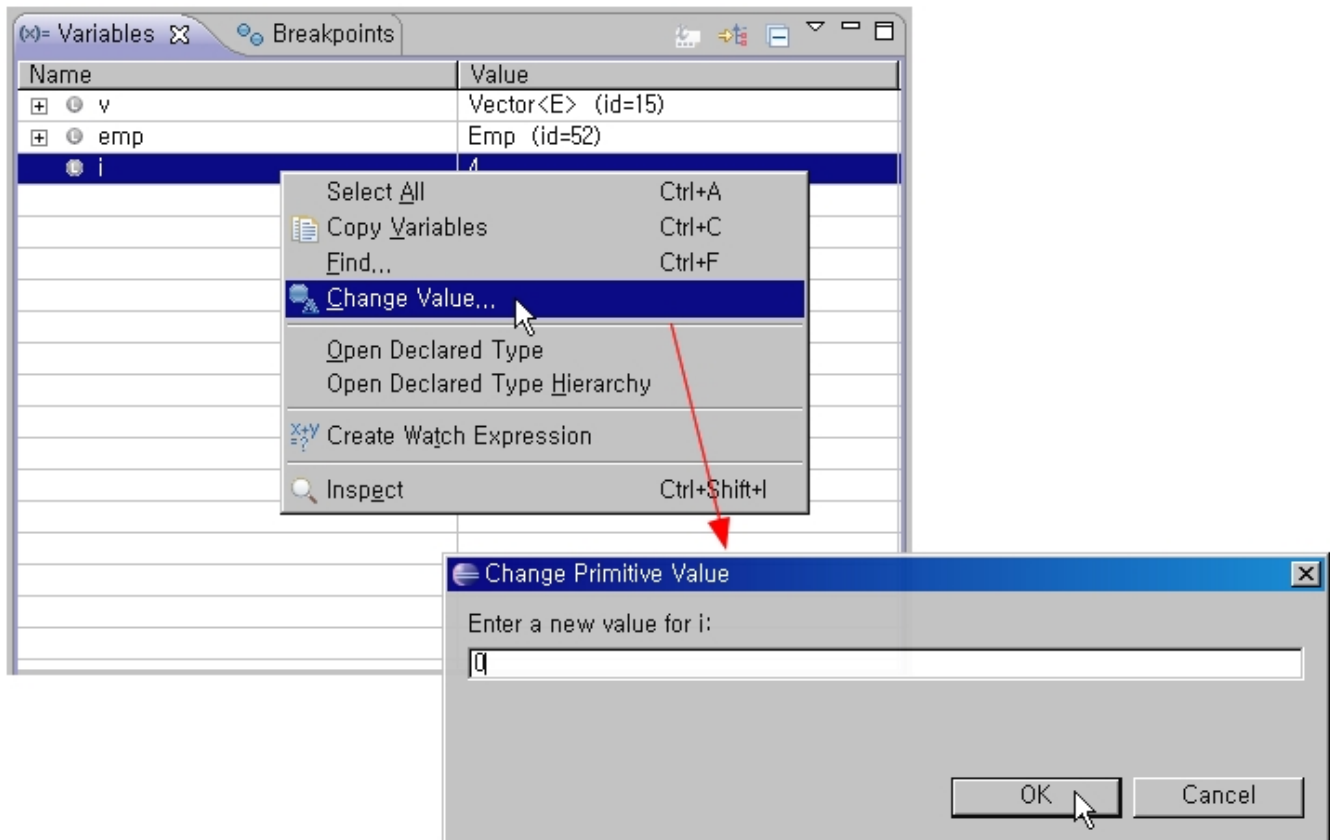 (x)= Variables Breakpoints
Name Value
v Vector<E> (id=15)
emp Emp (id=52)
i 4
Select All Ctrl+A
Copy Variables Ctrl+C
Find... Ctrl+F
Change Value...
Open Declared Type
Open Declared Type Hierarchy
x+y=? Create Watch Expression
Inspect Ctrl+Shift+I
Change Primitive Value
Enter a new value for i:
0
OK Cancel